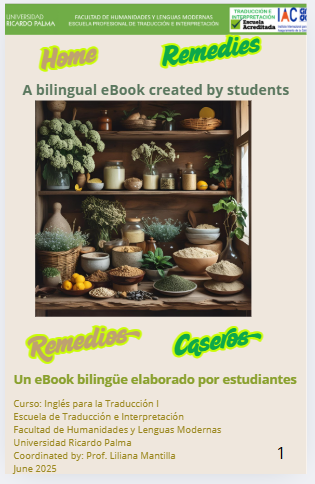 UNIVERSIDAD
RICARDO PALMA
FACULTAD DE HUMANIDADES Y LENGUAS MODERNAS
ESCUELA PROFESIONAL DE TRADUCCIÓN E INTERPRETACIÓN
TRADUCCIÓN E
INTERPRETACIÓN
Escuela
Acreditada
IAC
Home Remedies
A bilingual eBook created by students
Remedios Caseros
Un eBook bilingüe elaborado por estudiantes
Curso: Inglés para la Traducción I
Escuela de Traducción e Interpretación
Facultad de Humanidades y Lenguas Modernas
Universidad Ricardo Palma
Coordinated by: Prof. Liliana Mantilla
June 2025
1